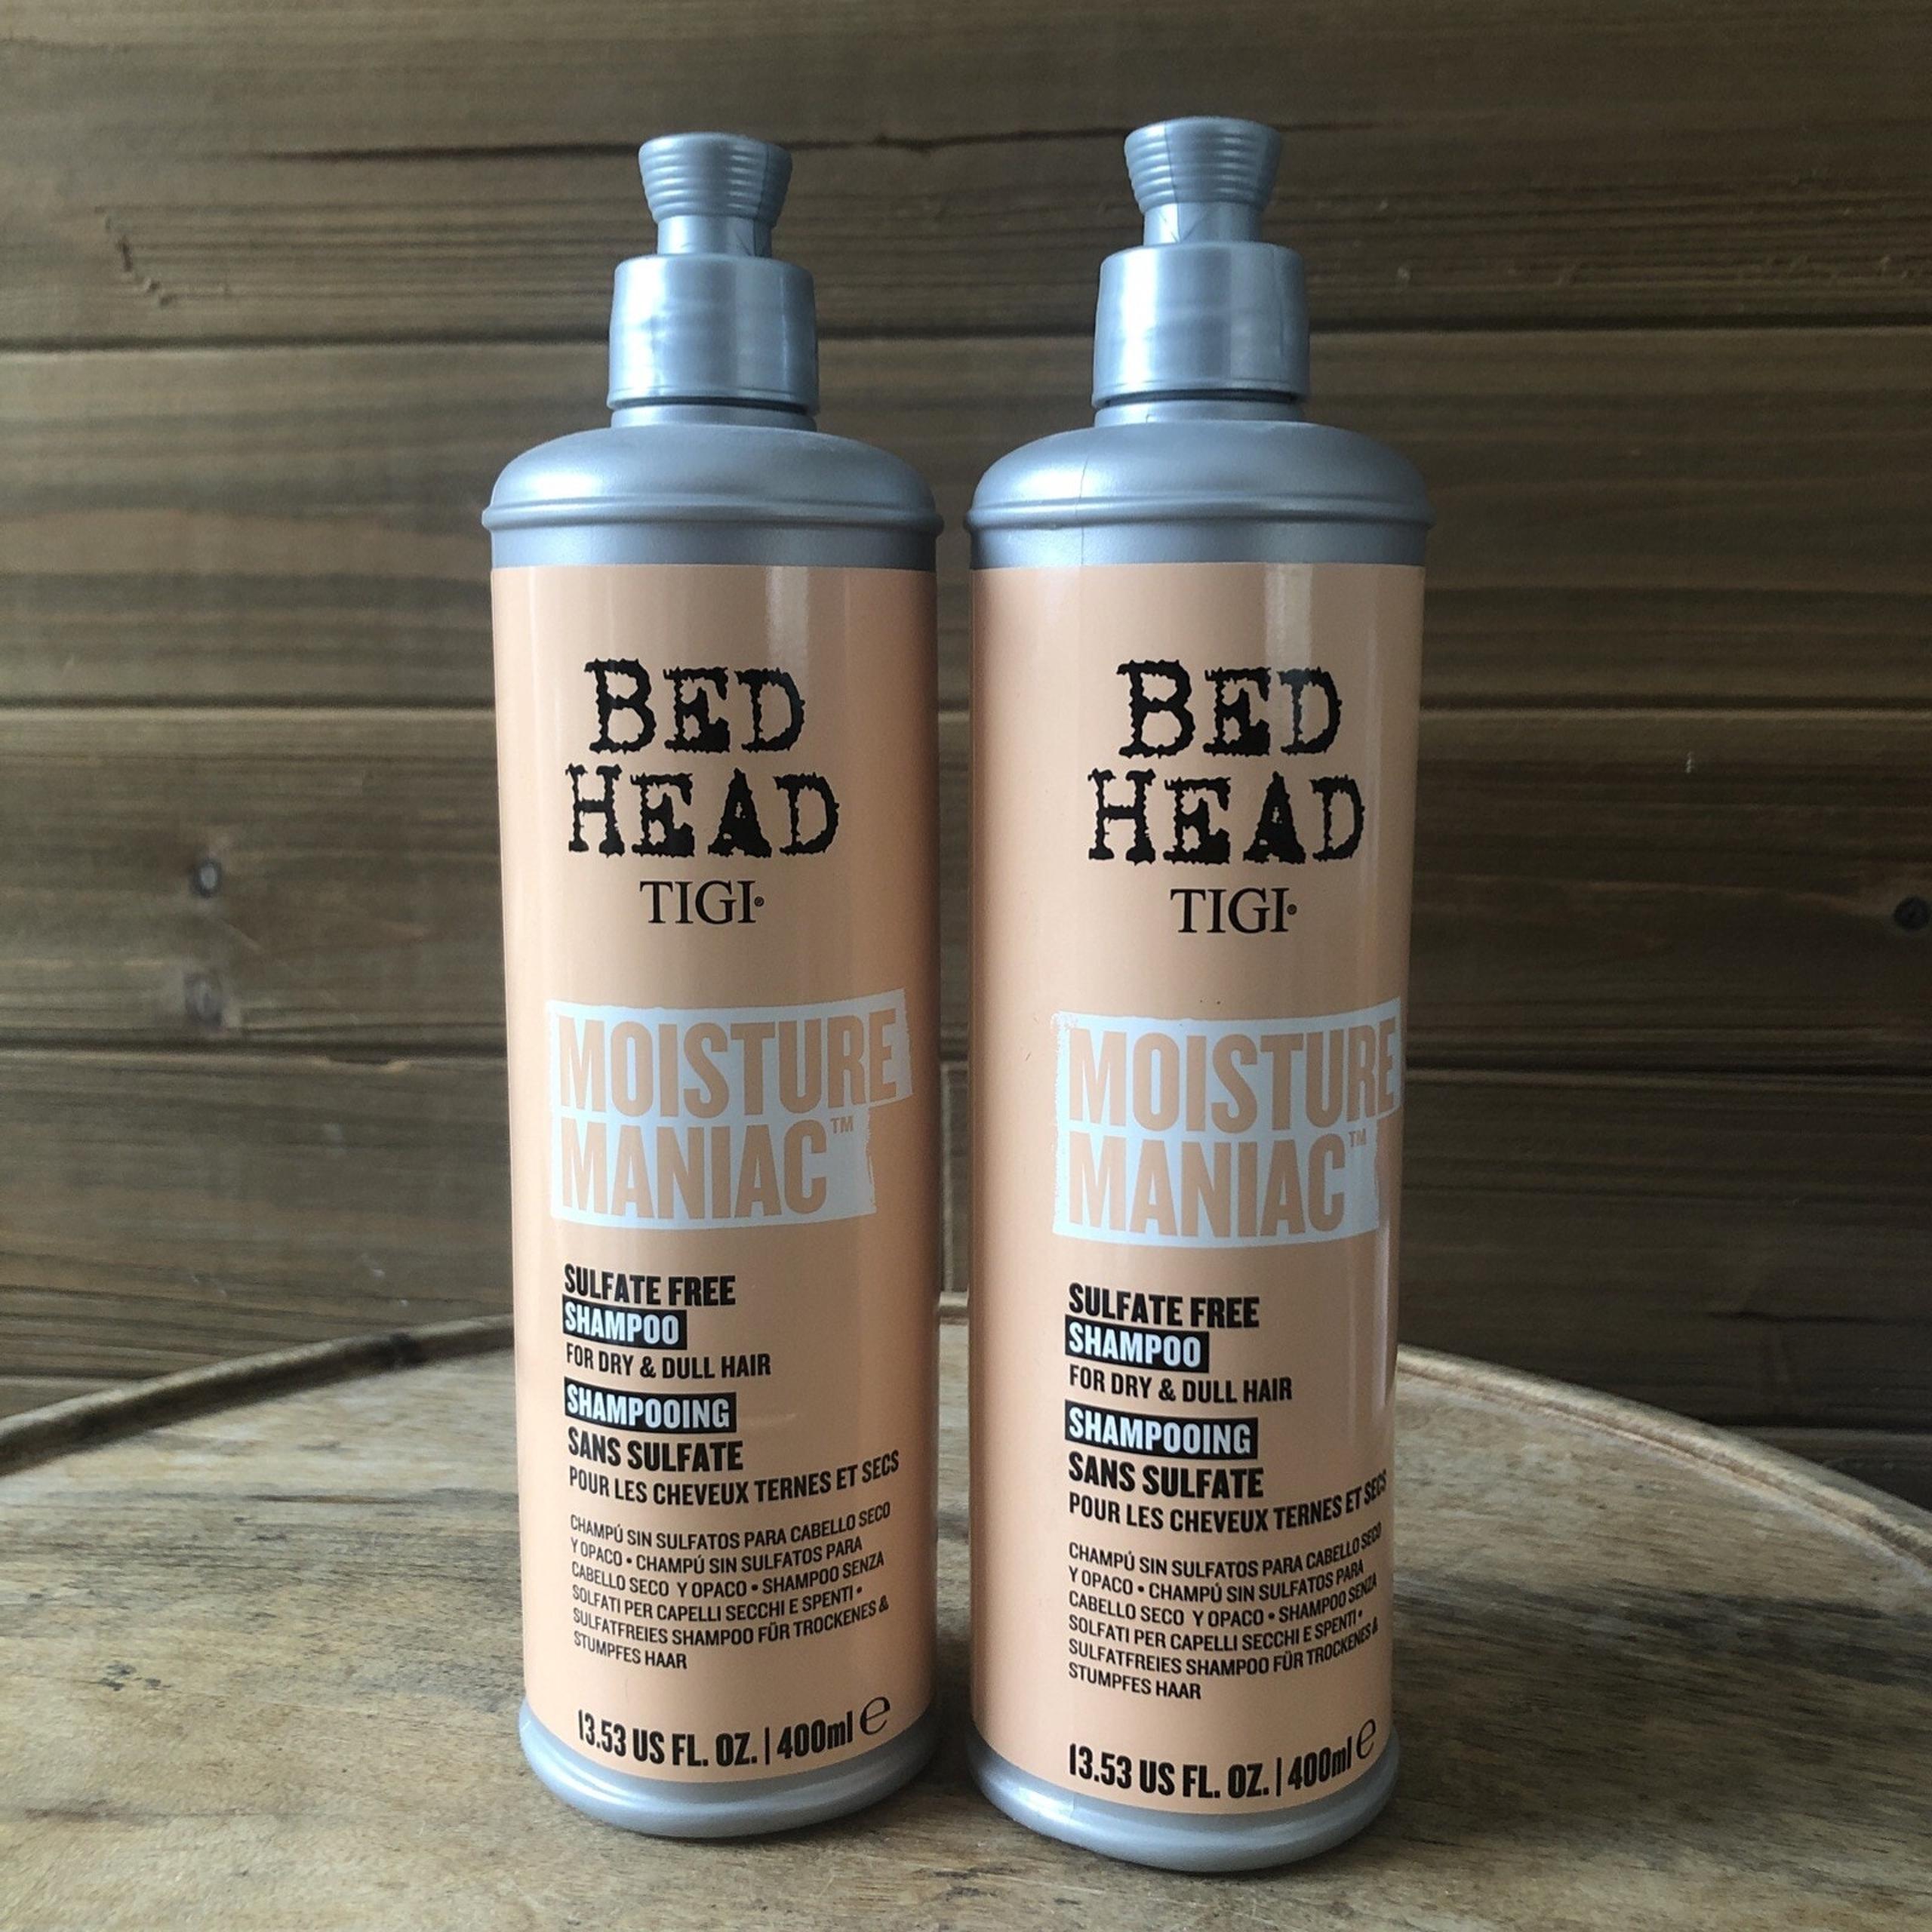 BED
HEAD
TIGI®
MOISTURE
MANIAC™
SULFATE FREE
SHAMPOO
FOR DRY & DULL HAIR
SHAMPOOING
SANS SULFATE
POUR LES CHEVEUX TERNES ET SECS
CHAMPÚ SIN SULFATOS PARA CABELLO SECO
Y OPACO • CHAMPÚ SIN SULFATOS PARA
CABELLO SECO Y OPACO • SHAMPOO SENZA
SOLFATI PER CAPELLI SECCHI E SPENTI •
SULFATFREIES SHAMPOO FÜR TROCKENES &
STUMPFES HAAR
13.53 US FL. OZ. | 400ml ℮
BED
HEAD
TIGI®
MOISTURE
MANIAC™
SULFATE FREE
SHAMPOO
FOR DRY & DULL HAIR
SHAMPOOING
SANS SULFATE
POUR LES CHEVEUX TERNES ET SECS
CHAMPÚ SIN SULFATOS PARA CABELLO SECO
Y OPACO • CHAMPÚ SIN SULFATOS PARA
CABELLO SECO Y OPACO • SHAMPOO SENZA
SOLFATI PER CAPELLI SECCHI E SPENTI •
SULFATFREIES SHAMPOO FÜR TROCKENES &
STUMPFES HAAR
13.53 US FL. OZ. | 400ml ℮